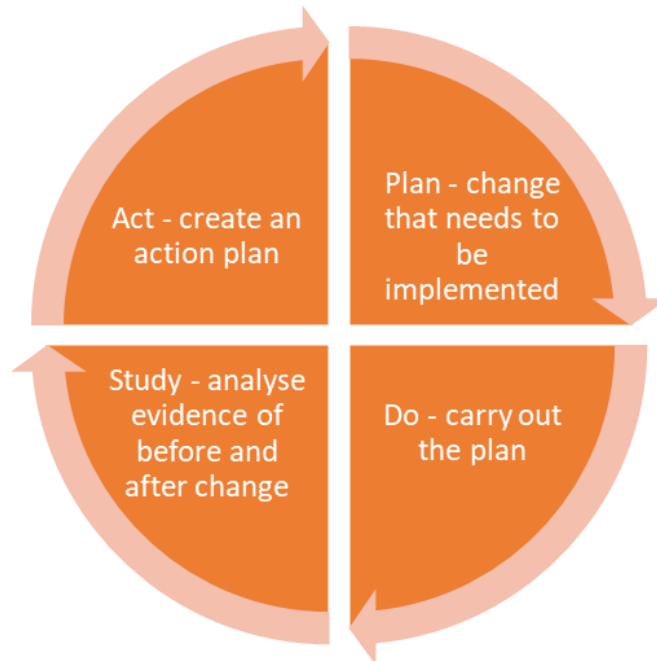 Act - create an
action plan
Plan - change
that needs to
be
implemented
Study - analyse
evidence of
before and
after change
Do - carry out
the plan